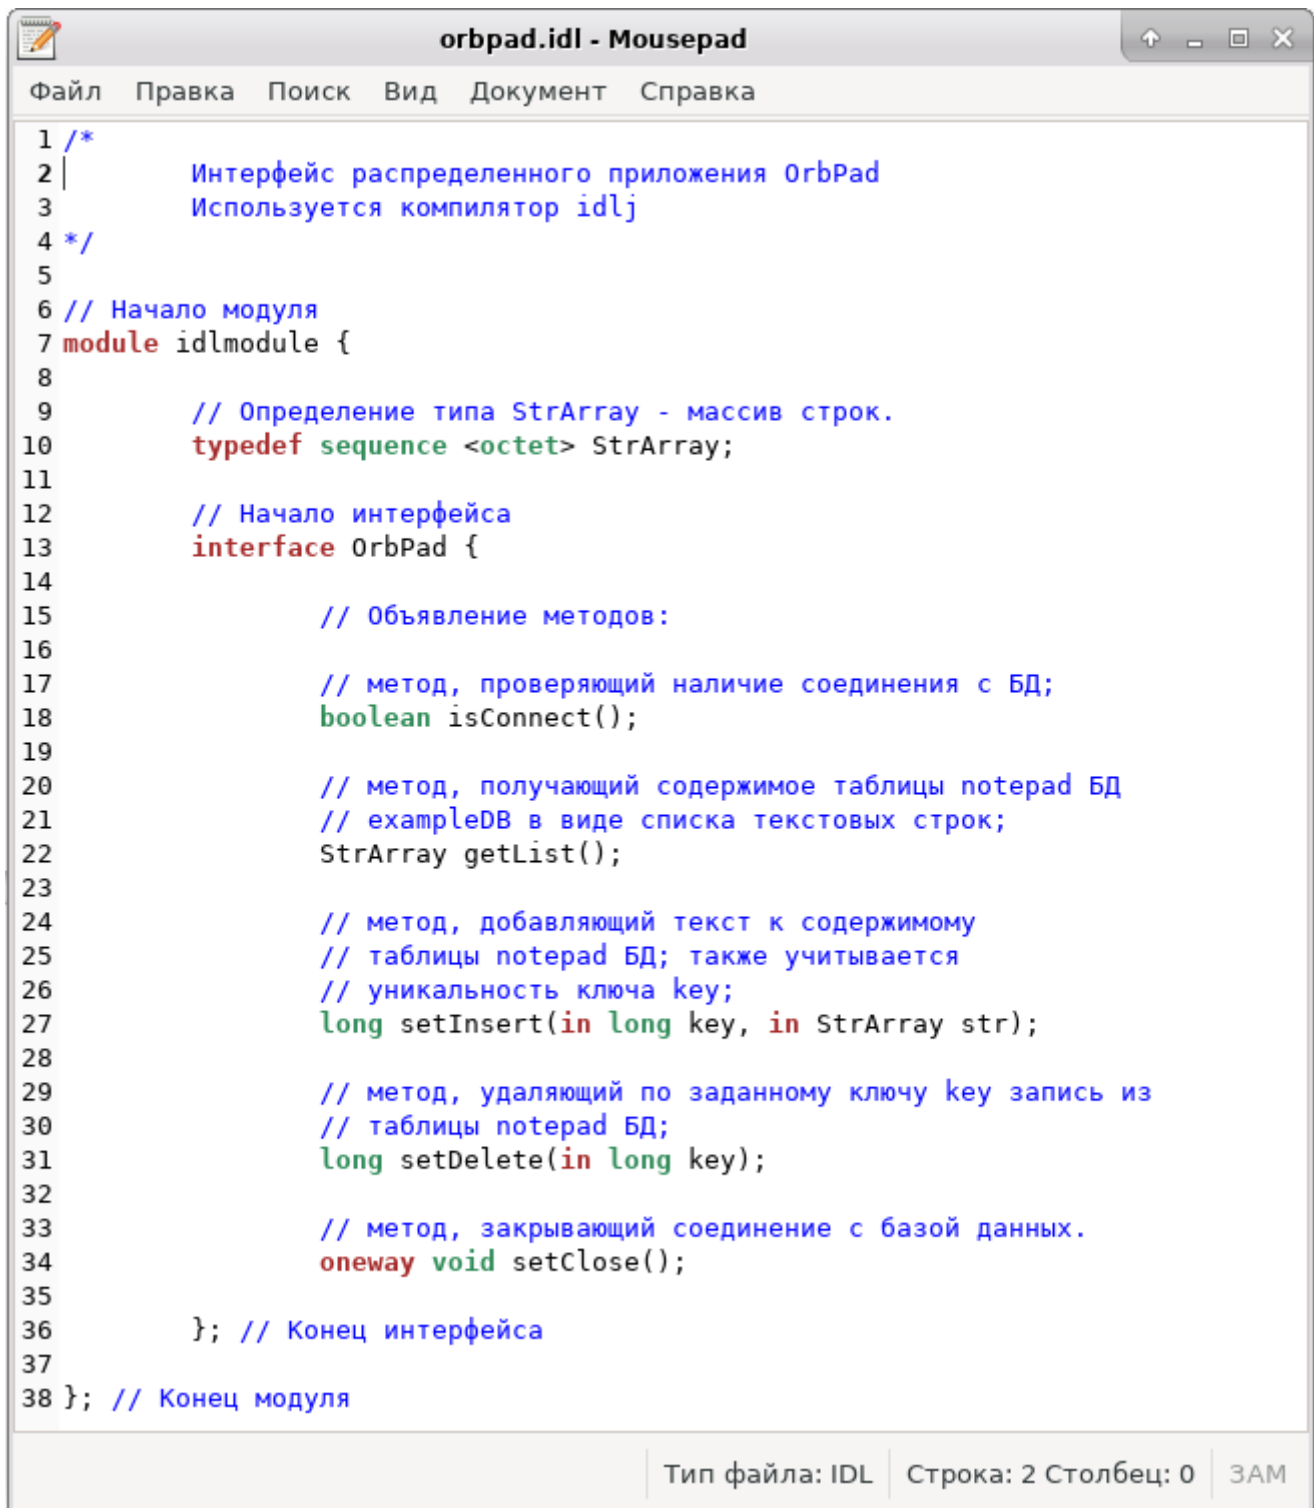 orbpad.idl - Mousepad
Файл Правка Поиск Вид Документ Справка
1 /*
2 Интерфейс распределенного приложения OrbPad
3 Используется компилятор idlj
4 */
5
6 // Начало модуля
7 module idlmodule {
8
9 // Определение типа StrArray - массив строк.
10 typedef sequence <octet> StrArray;
11
12 // Начало интерфейса
13 interface OrbPad {
14
15 // Объявление методов:
16
17 // метод, проверяющий наличие соединения с БД;
18 boolean isConnect();
19
20 // метод, получающий содержимое таблицы notepad БД
21 // exampleDB в виде списка текстовых строк;
22 StrArray getList();
23
24 // метод, добавляющий текст к содержимому
25 // таблицы notepad БД; также учитывается
26 // уникальность ключа key;
27 long setInsert(in long key, in StrArray str);
28
29 // метод, удаляющий по заданному ключу key запись из
30 // таблицы notepad БД;
31 long setDelete(in long key);
32
33 // метод, закрывающий соединение с базой данных.
34 oneway void setClose();
35
36 }; // Конец интерфейса
37
38 }; // Конец модуля
Тип файла: IDL Строка: 2 Столбец: 0 ЗАМ